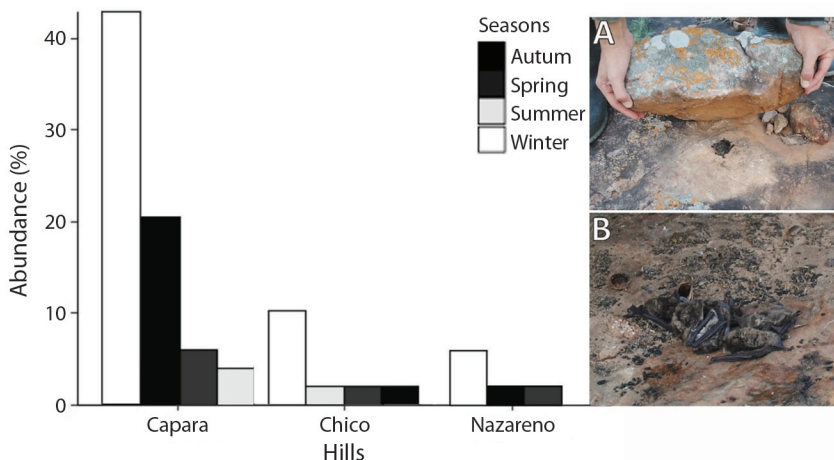 Seasons
Autum
Spring
Summer
Winter
Abundance (%)
40
30
20
10
0
Capara
Chico
Nazareno
Hills
A
B